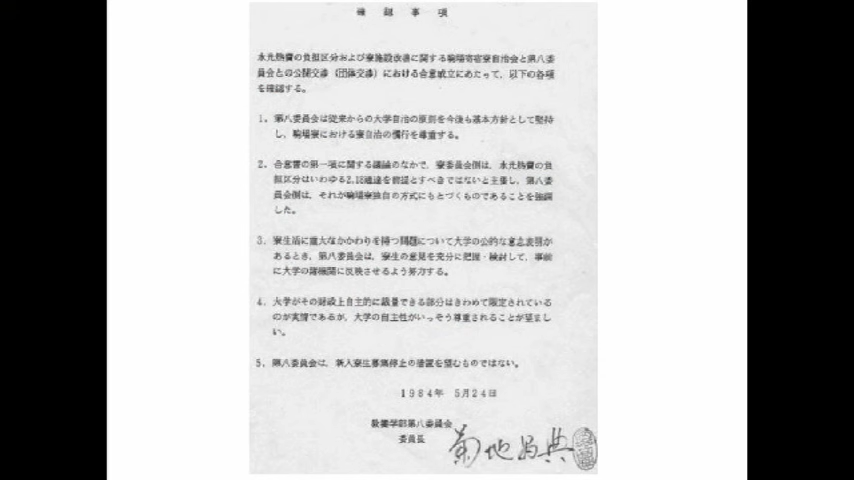 確認事項
水光熱費の負担区分および寮施設改善に関する駒場寄宿寮自治会と第八委
員会との公開交渉（団体交渉）における合意成立にあたって、以下の各項
を確認する。
1. 第八委員会は従来からの大学自治の原則を今後も基本方針として堅持
し、駒場寮における寮自治の慣行を尊重する。
2. 合意書の第一項に関する議論のなかで、寮委員会側は、水光熱費の負
担区分はいわゆる2.18通達を前提とすべきではないと主張し、第八委
員会側は、それが駒場寮独自の方式にもとづくものであることを強調
した。
3. 寮生活に重大なかかわりを持つ問題について大学の公的な意志表習が
あるとき、第八委員会は、寮生の意見を充分に把握・検討して、事前
に大学の諸機関に反映させるよう努力する。
4. 大学がその財政上自主的に裁量できる部分はきわめて限定されている
のが実情であるが、大学の自主性がいっそう尊重されることが望まし
い。
5. 第八委員会は、新入寮生募集停止の措置を望むものではない。
1984年 5月24日
教養学部第八委員会
委員長 菊地昌典